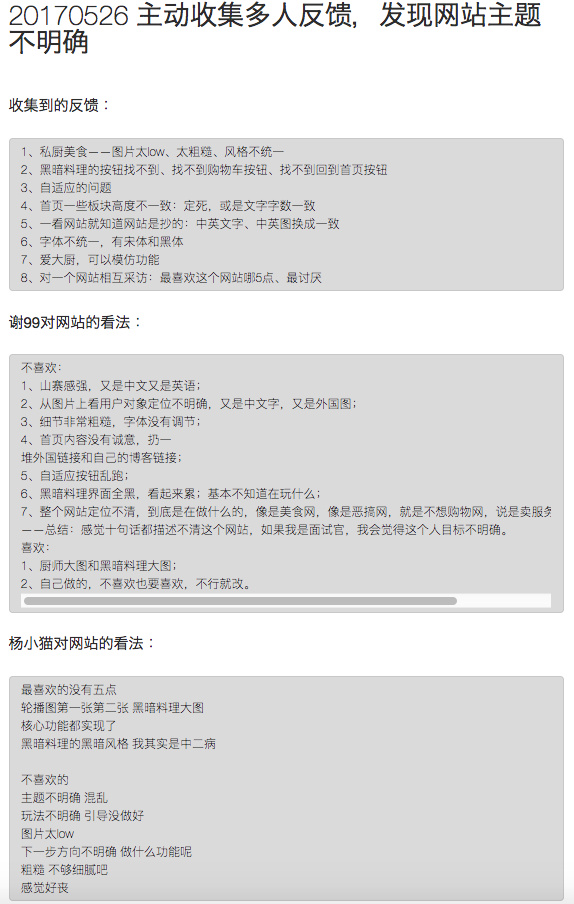 20170526 主动收集多人反馈，发现网站主题
不明确
收集到的反馈：
1、私厨美食——图片太low、太粗糙、风格不统一
2、黑暗料理的按钮找不到、找不到购物车按钮、找不到回到首页按钮
3、自适应的问题
4、首页一些板块高度不一致：定死，或是文字字数一致
5、一看网站就知道网站是抄的：中英文字、中英图换成一致
6、字体不统一，有宋体和黑体
7、爱大厨，可以模仿功能
8、对一个网站相互采访：最喜欢这个网站哪5点、最讨厌
谢99对网站的看法：
不喜欢：
1、山寨感强，又是中文又是英语；
2、从图片上看用户对象定位不明确，又是中文字，又是外国图；
3、细节非常粗糙，字体没有调节；
4、首页内容没有诚意，扔一
堆外国链接和自己的博客链接；
5、自适应按钮乱跑；
6、黑暗料理界面全黑，看起来累；基本不知道在玩什么；
7、整个网站定位不清，到底是在做什么的，像是美食网，像是恶搞网，就是不想购物网，说是卖服务
——总结：感觉十句话都描述不清这个网站，如果我是面试官，我会觉得这个人目标不明确。
喜欢：
1、厨师大图和黑暗料理大图；
2、自己做的，不喜欢也要喜欢，不行就改。
杨小猫对网站的看法：
最喜欢的没有五点
轮播图第一张第二张 黑暗料理大图
核心功能都实现了
黑暗料理的黑暗风格 我其实是中二病
不喜欢的
主题不明确 混乱
玩法不明确 引导没做好
图片太low
下一步方向不明确 做什么功能呢
粗糙 不够细腻吧
感觉好丧